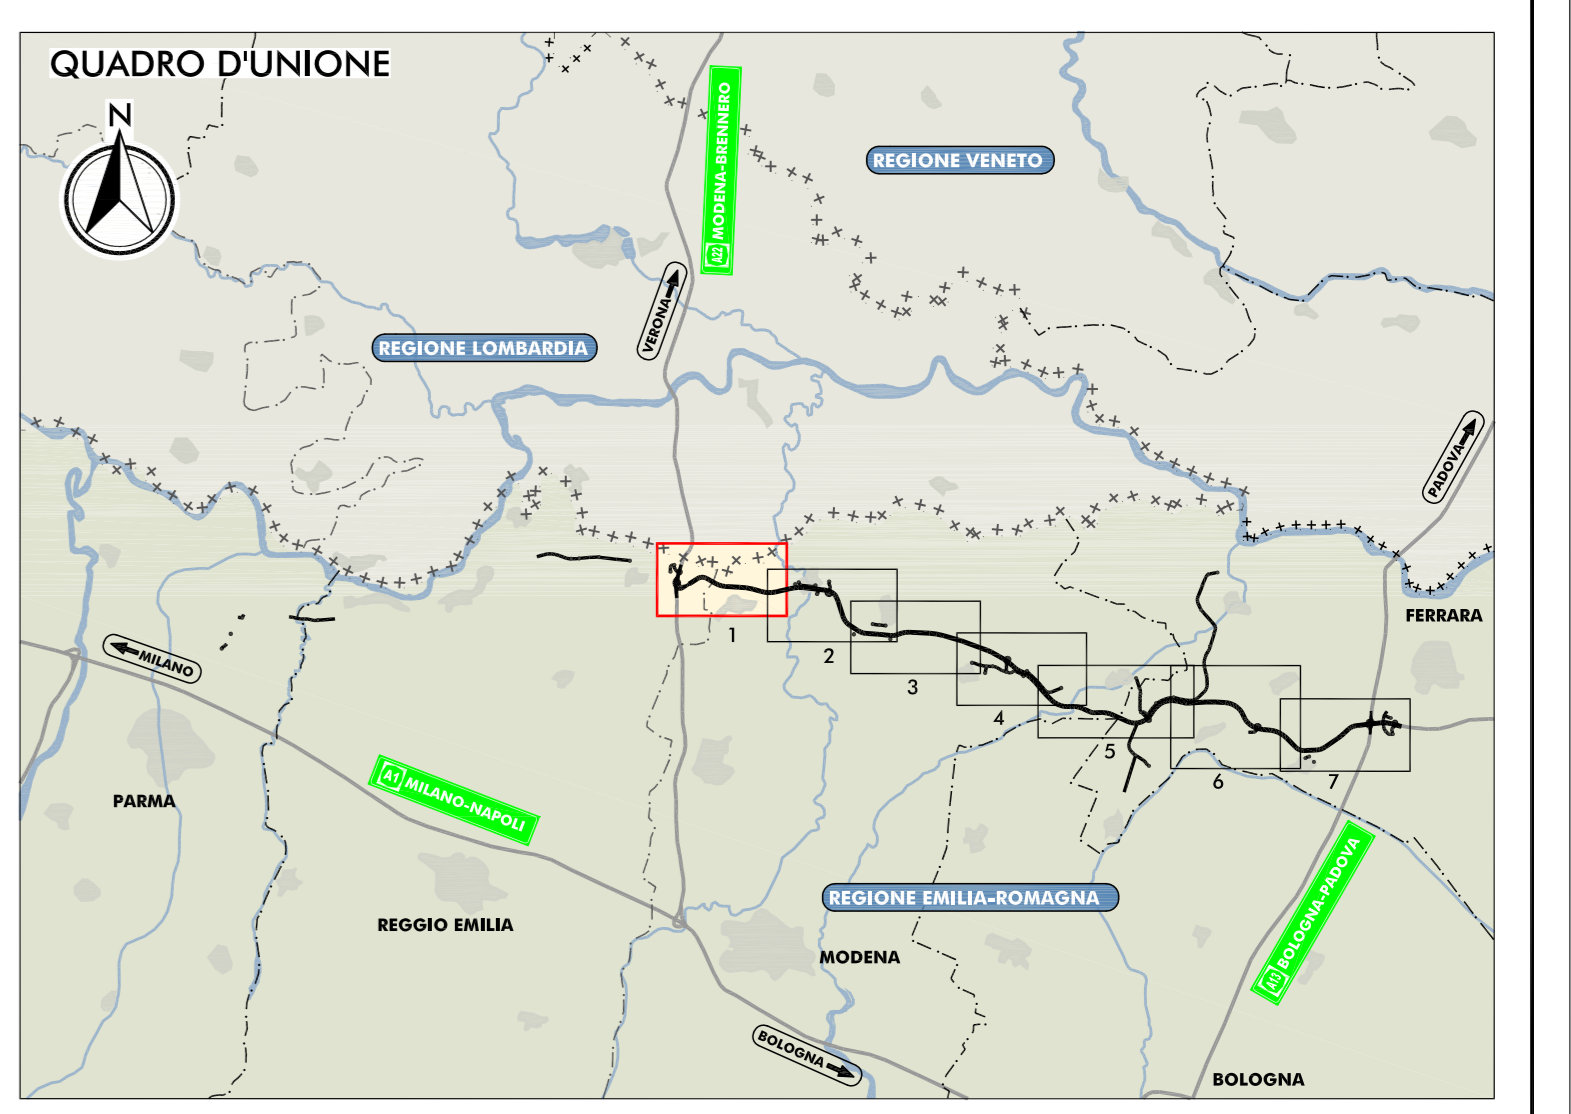 QUADRO D'UNIONE
N
A22 MODENA-BRENNERO
REGIONE VENETO
VERONA
REGIONE LOMBARDIA
PADOVA
FERRARA
1
2
3
4
5
6
7
MILANO
PARMA
A1 MILANO-NAPOLI
REGGIO EMILIA
REGIONE EMILIA-ROMAGNA
MODENA
A13 BOLOGNA-PADOVA
BOLOGNA
BOLOGNA